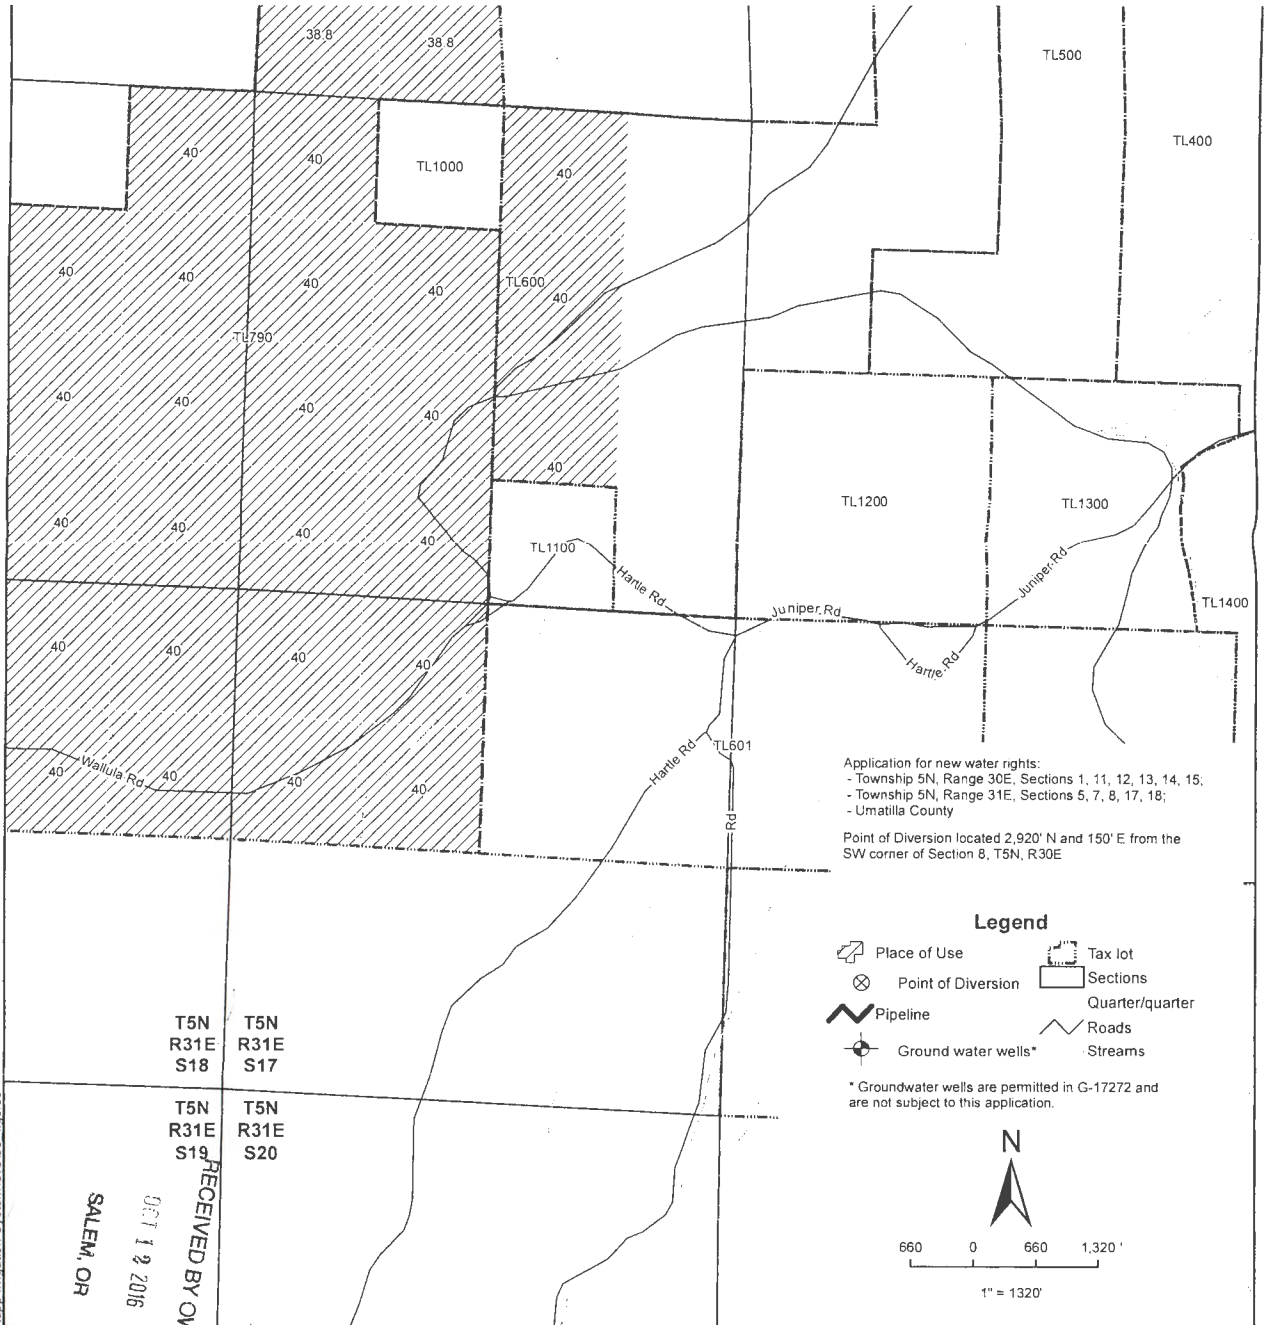 38.8
38.8
TL500
TL400
40
40
TL1000
40
40
40
40
40
TL600
40
TL790
40
40
40
40
40
TL1200
TL1300
40
40
40
40
TL1100
Hartle Rd
Juniper Rd
Juniper Rd
TL1400
40
40
40
40
Hartle Rd
Wallula Rd
40
40
40
40
Hartle Rd
TL601
Rd
Application for new water rights:
- Township 5N, Range 30E, Sections 1, 11, 12, 13, 14, 15;
- Township 5N, Range 31E, Sections 5, 7, 8, 17, 18;
- Umatilla County
Point of Diversion located 2,920' N and 150' E from the
SW corner of Section 8, T5N, R30E
Legend
Place of Use
Point of Diversion
Pipeline
Ground water wells*
Tax lot
Sections
Quarter/quarter
Roads
Streams
* Groundwater wells are permitted in G-17272 and
are not subject to this application.
T5N
R31E
S18
T5N
R31E
S17
T5N
R31E
S19
T5N
R31E
S20
N
660 0 660 1,320 '
1" = 1320'
RECEIVED BY OW
OCT 12 2016
SALEM, OR